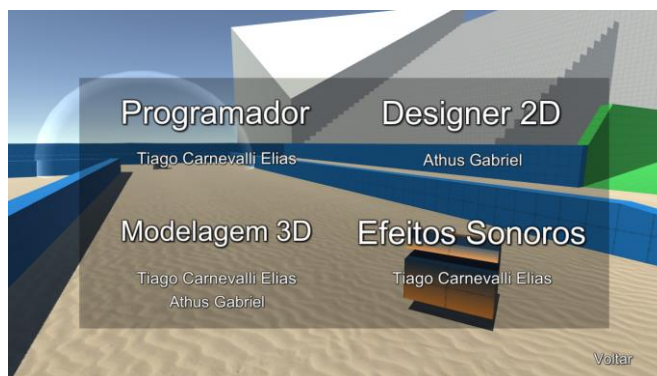 Programador
Tiago Carnevalli Elias
Designer 2D
Athus Gabriel
Modelagem 3D
Tiago Carnevalli Elias
Athus Gabriel
Efeitos Sonoros
Tiago Carnevalli Elias
Voltar